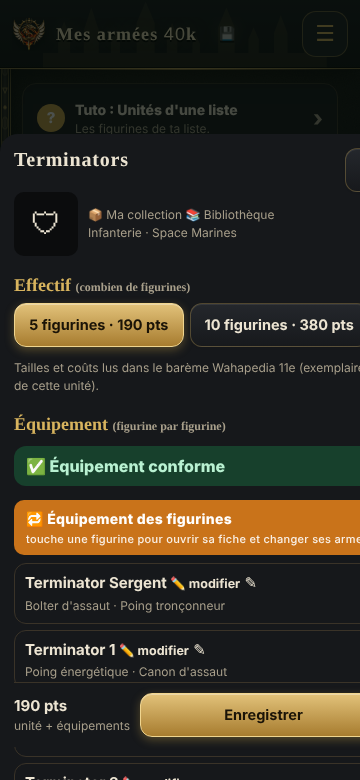 Mes armées 40k
?
Tuto : Unités d'une liste
Les figurines de ta liste.
Terminators
Ma collection Bibliothèque
Infanterie · Space Marines
Effectif (combien de figurines)
5 figurines · 190 pts
10 figurines · 380 pts
Tailles et coûts lus dans le barème Wahapedia 11e (exemplaire
de cette unité).
Équipement (figurine par figurine)
✅ Équipement conforme
🔁 Équipement des figurines
touche une figurine pour ouvrir sa fiche et changer ses arme
Terminator Sergent ✏️ modifier ✎
Bolter d'assaut · Poing tronçonneur
Terminator 1 ✏️ modifier ✎
Poing énergétique · Canon d'assaut
190 pts
unité + équipements
Enregistrer